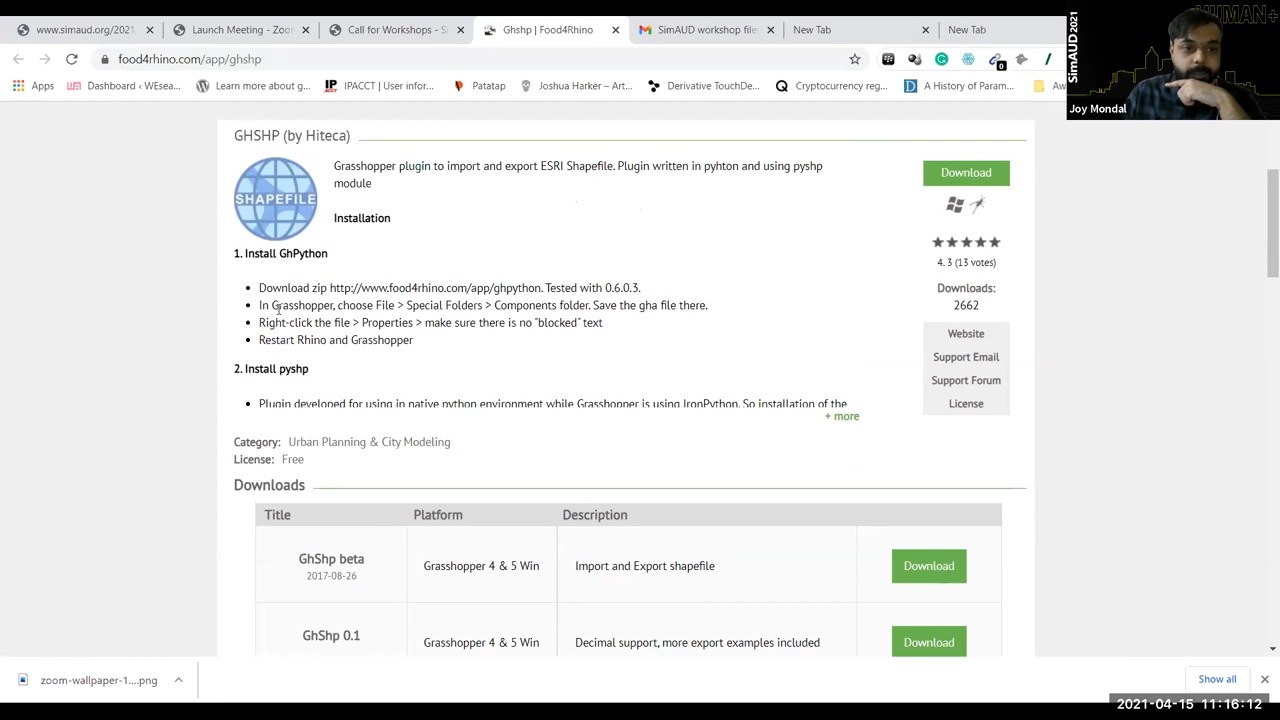 www.simaud.org/2021
Launch Meeting - Zoo
Call for Workshops - Si
Ghshp | Food4Rhino
SimAUD workshop file
New Tab
New Tab
food4rhino.com/app/ghshp
Apps
Dashboard ‹ WEsea...
Learn more about g...
IPACCT | User infor...
Patatap
Joshua Harker – Art...
Derivative TouchDe...
Cryptocurrency reg...
A History of Param...
SimAUD 2021
HUMAN+
Joy Mondal
GHSHP (by Hiteca)
SHAPEFILE
Grasshopper plugin to import and export ESRI Shapefile. Plugin written in pyhton and using pyshp
module
Installation
1. Install GhPython
Download zip http://www.food4rhino.com/app/ghpython. Tested with 0.6.0.3.
In Grasshopper, choose File > Special Folders > Components folder. Save the gha file there.
Right-click the file > Properties > make sure there is no "blocked" text
Restart Rhino and Grasshopper
2. Install pyshp
Plugin developed for using in native python environment while Grasshopper is using IronPython. So installation of the
+ more
Download
4.3 (13 votes)
Downloads:
2662
Website
Support Email
Support Forum
License
Category: Urban Planning & City Modeling
License: Free
Downloads
Title Platform Description
GhShp beta
2017-08-26
Grasshopper 4 & 5 Win
Import and Export shapefile
Download
GhShp 0.1
Grasshopper 4 & 5 Win
Decimal support, more export examples included
Download
zoom-wallpaper-1....png
Show all
2021-04-15 11:16:12